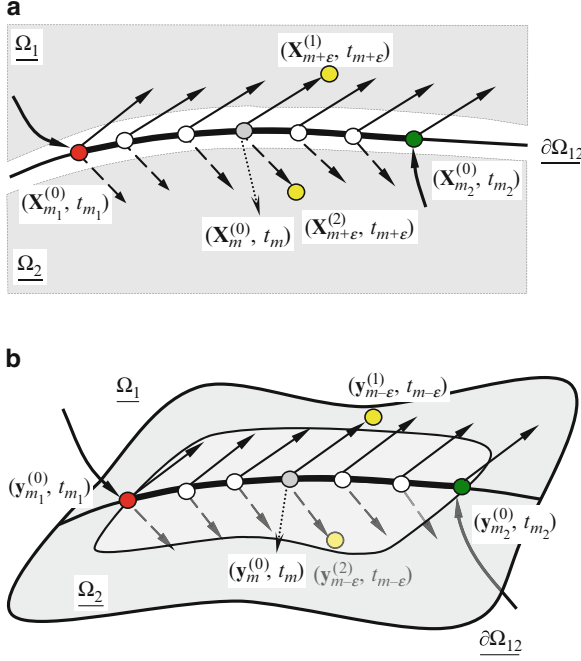 a
Ω₁
(X⁽¹⁾ₘ₊ε, tₘ₊ε)
∂Ω₁₂
(X⁽⁰⁾ₘ₁, tₘ₁)
(X⁽⁰⁾ₘ₂, tₘ₂)
(X⁽⁰⁾ₘ, tₘ)
(X⁽²⁾ₘ₊ε, tₘ₊ε)
Ω₂
b
Ω₁
(y⁽¹⁾ₘ₋ε, tₘ₋ε)
(y⁽⁰⁾ₘ₁, tₘ₁)
(y⁽⁰⁾ₘ₂, tₘ₂)
(y⁽⁰⁾ₘ, tₘ)
(y⁽²⁾ₘ₋ε, tₘ₋ε)
Ω₂
∂Ω₁₂